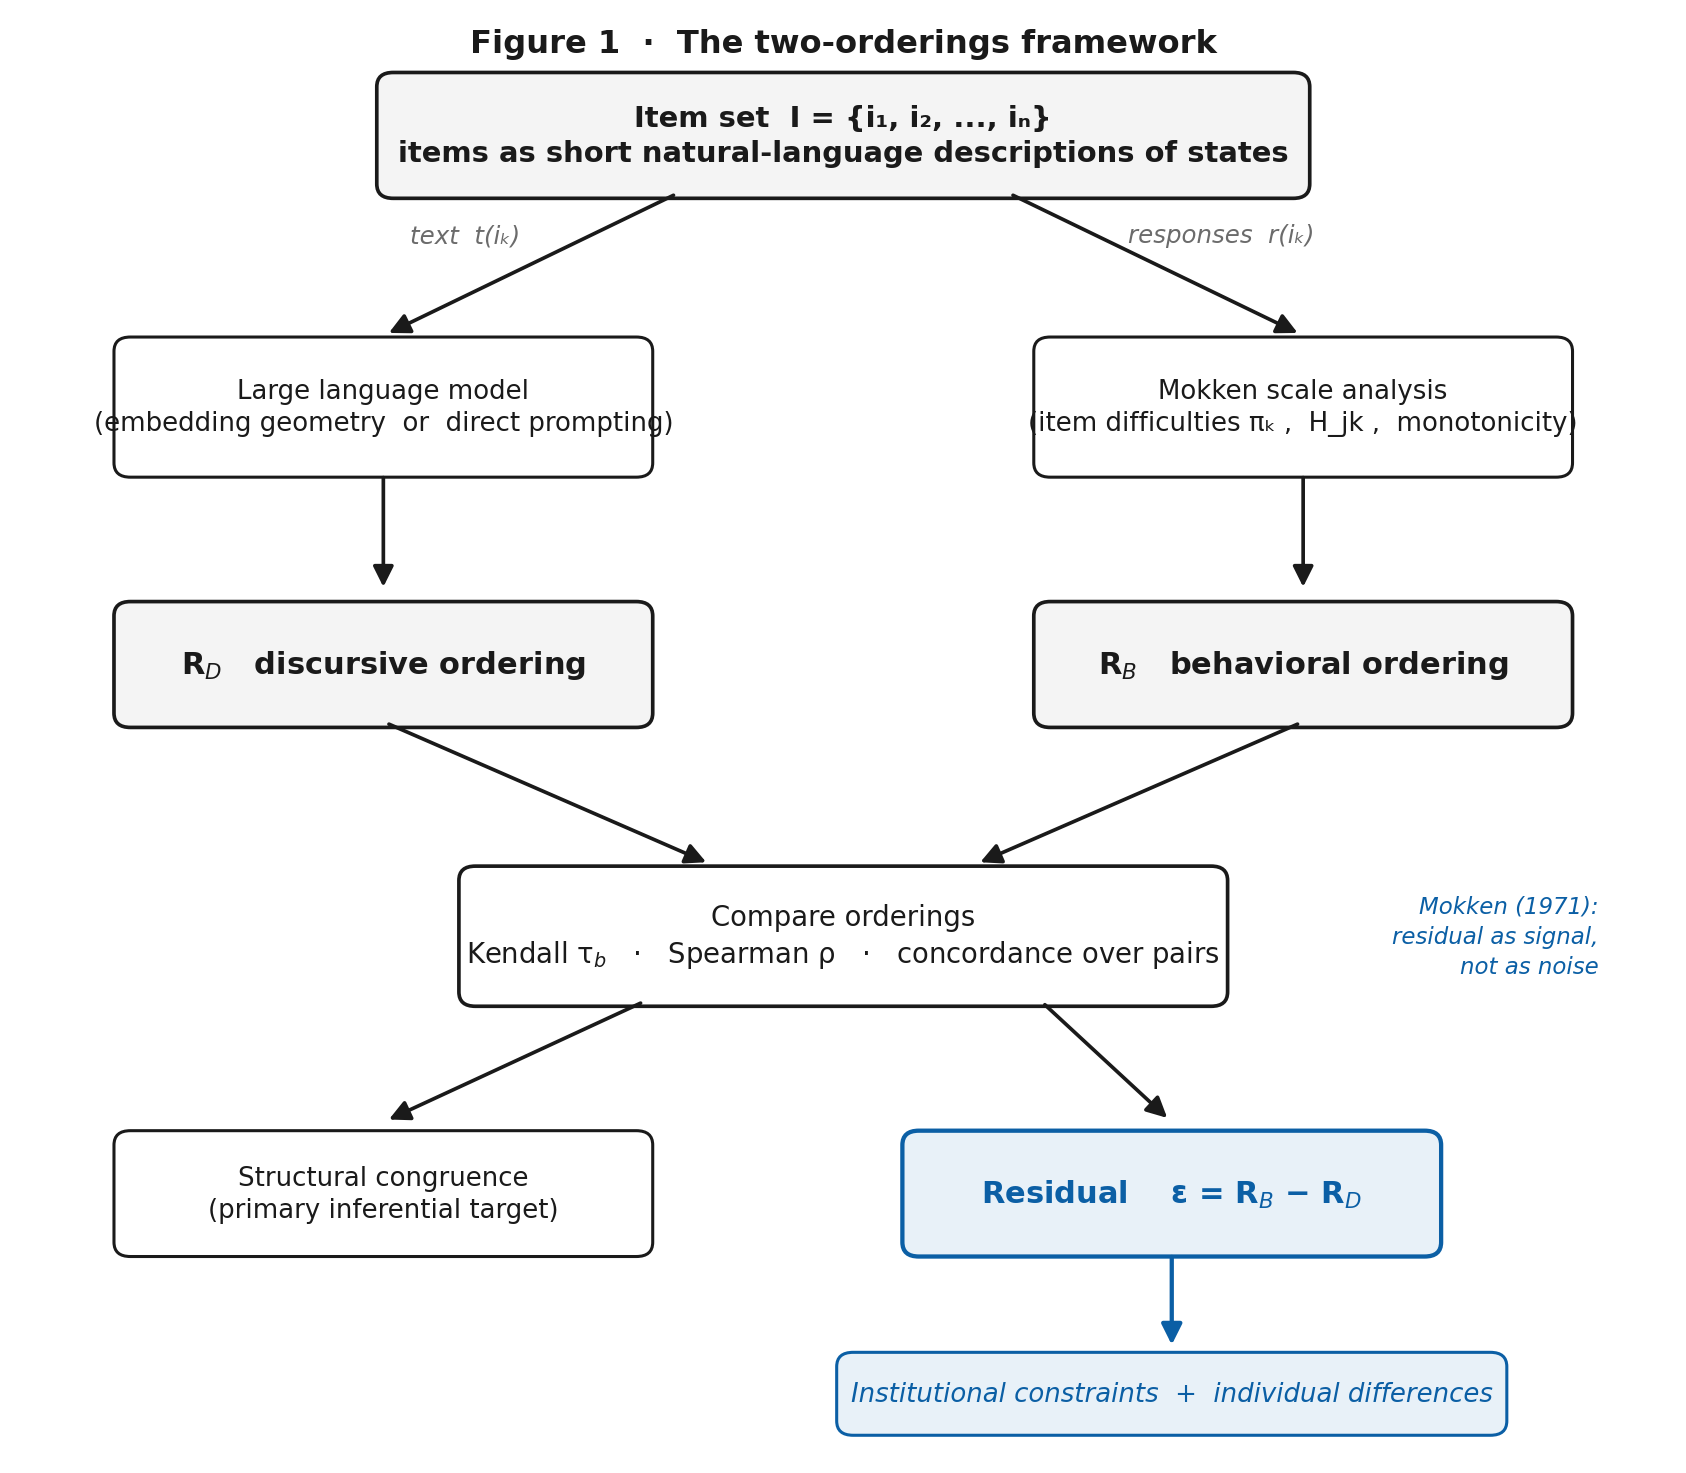 Figure 1 · The two-orderings framework
Item set I = {i₁, i₂, ..., iₙ}
items as short natural-language descriptions of states
text t(iₖ)
responses r(iₖ)
Large language model
(embedding geometry or direct prompting)
Mokken scale analysis
(item difficulties πₖ , H_jk , monotonicity)
R_D discursive ordering
R_B behavioral ordering
Compare orderings
Kendall τ_b · Spearman ρ · concordance over pairs
Mokken (1971):
residual as signal,
not as noise
Structural congruence
(primary inferential target)
Residual ε = R_B − R_D
Institutional constraints + individual differences